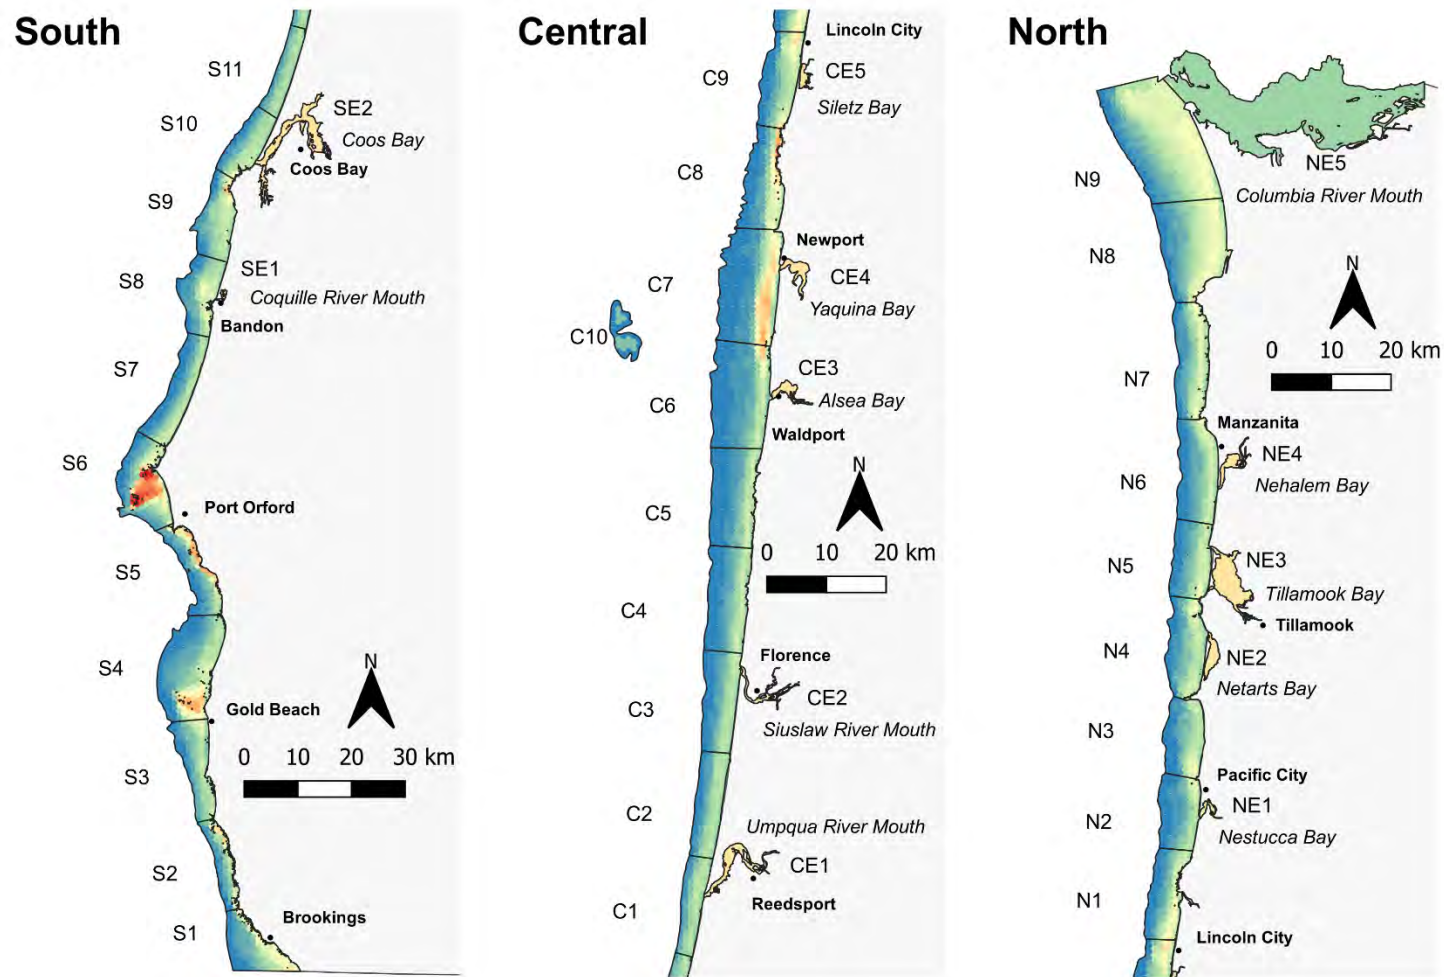 South
S11
S10
SE2
Coos Bay
Coos Bay
S9
S8
SE1
Coquille River Mouth
Bandon
S7
S6
Port Orford
S5
S4
N
Gold Beach
0 10 20 30 km
S3
S2
Brookings
S1
Central
Lincoln City
C9
CE5
Siletz Bay
C8
Newport
C7
CE4
Yaquina Bay
C10
CE3
C6
Alsea Bay
Waldport
N
C5
0 10 20 km
C4
Florence
CE2
C3
Siuslaw River Mouth
C2
Umpqua River Mouth
CE1
Reedsport
C1
North
NE5
N9
Columbia River Mouth
N8
N
0 10 20 km
N7
Manzanita
NE4
N6
Nehalem Bay
NE3
N5
Tillamook Bay
Tillamook
N4
NE2
Netarts Bay
N3
Pacific City
NE1
N2
Nestucca Bay
N1
Lincoln City